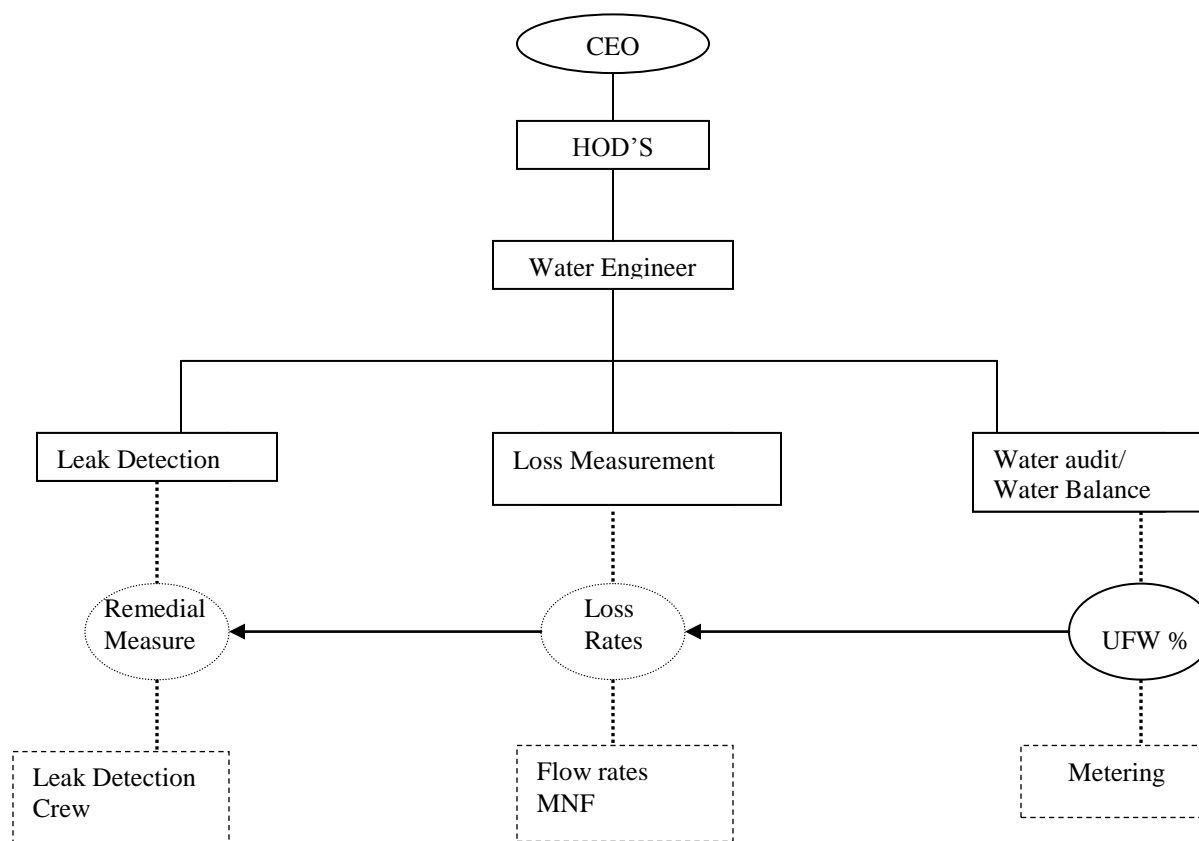 CEO
HOD’S
Water Engineer
Leak Detection
Loss Measurement
Water audit/
Water Balance
Remedial
Measure
Loss
Rates
UFW %
Leak Detection
Crew
Flow rates
MNF
Metering